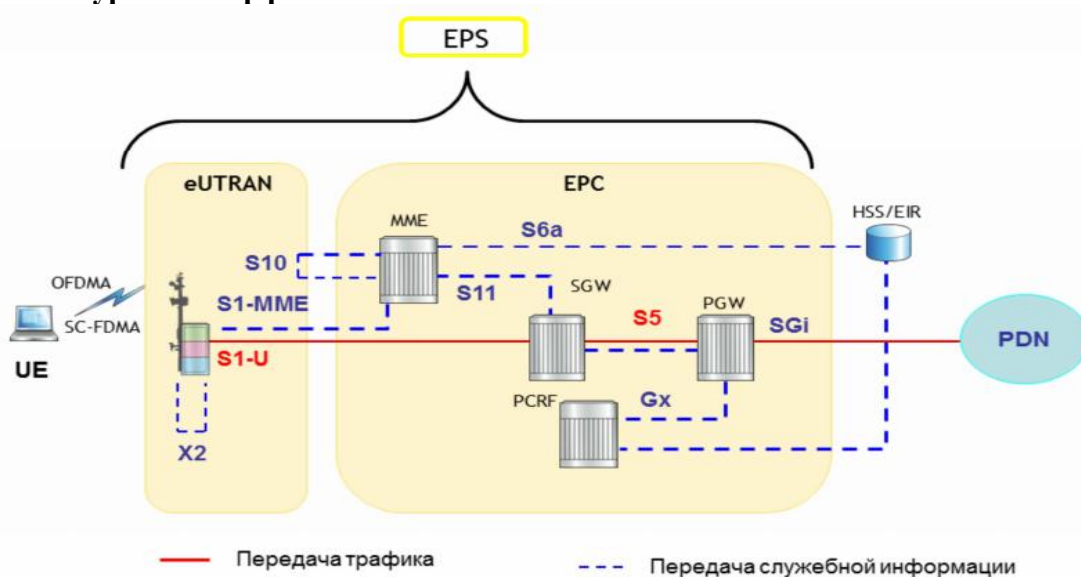 EPS
eUTRAN
EPC
MME
HSS/EIR
S6a
S10
OFDMA
S11
SGW
S1-MME
SC-FDMA
S5
PGW
SGi
PDN
UE
S1-U
PCRF
Gx
X2
Передача трафика
Передача служебной информации